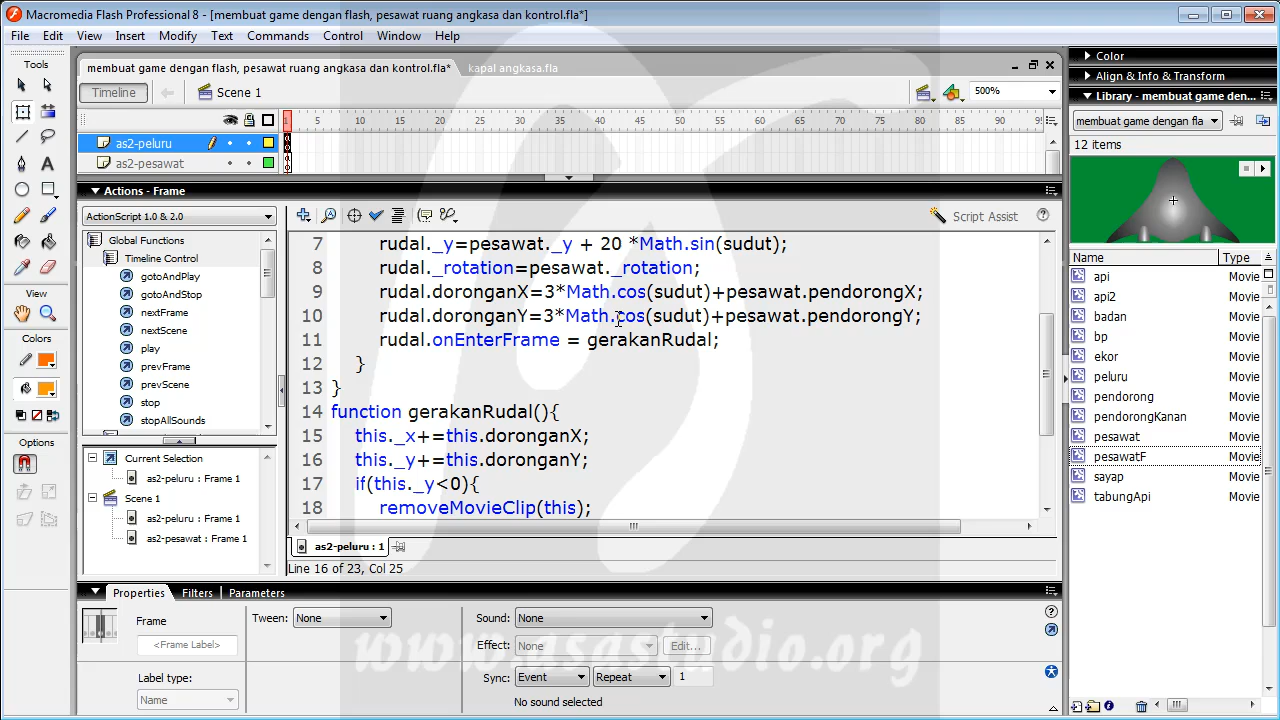 Macromedia Flash Professional 8 - [membuat game dengan flash, pesawat ruang angkasa dan kontrol.fla*]
File Edit View Insert Modify Text Commands Control Window Help
Tools
View
Colors
Options
membuat game dengan flash, pesawat ruang angkasa dan kontrol.fla* kapal angkasa.fla
Timeline Scene 1 500%
1 5 10 15 20 25 30 35 40 45 50 55 60 65 70 75 80 85 90 95
as2-peluru
as2-pesawat
Actions - Frame
ActionScript 1.0 & 2.0
Script Assist
Global Functions
Timeline Control
gotoAndPlay
gotoAndStop
nextFrame
nextScene
play
prevFrame
prevScene
stop
stopAllSounds
Current Selection
as2-peluru : Frame 1
Scene 1
as2-peluru : Frame 1
as2-pesawat : Frame 1
7 rudal._y=pesawat._y + 20 *Math.sin(sudut);
8 rudal._rotation=pesawat._rotation;
9 rudal.doronganX=3*Math.cos(sudut)+pesawat.pendorongX;
10 rudal.doronganY=3*Math.cos(sudut)+pesawat.pendorongY;
11 rudal.onEnterFrame = gerakanRudal;
12 }
13 }
14 function gerakanRudal(){
15 this._x+=this.doronganX;
16 this._y+=this.doronganY;
17 if(this._y<0){
18 removeMovieClip(this);
as2-peluru : 1
Line 16 of 23, Col 25
Properties Filters Parameters
Frame
<Frame Label>
Label type:
Name
Tween: None
Sound: None
Effect: None Edit...
Sync: Event Repeat 1
No sound selected
www.asastudio.org
Color
Align & Info & Transform
Library - membuat game den...
membuat game dengan fla
12 items
Name Type
api Movie
api2 Movie
badan Movie
bp Movie
ekor Movie
peluru Movie
pendorong Movie
pendorongKanan Movie
pesawat Movie
pesawatF Movie
sayap Movie
tabungApi Movie